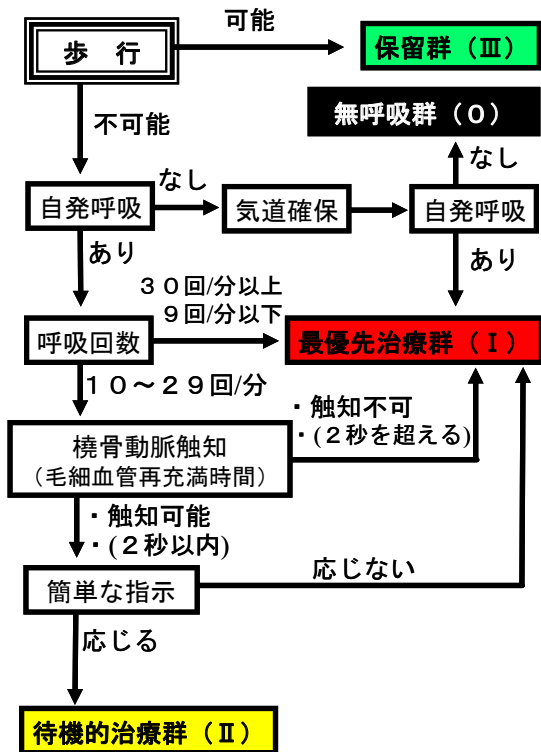 可能
歩 行
保留群（Ⅲ）
無呼吸群（０）
不可能
なし
なし
自発呼吸
気道確保
自発呼吸
あり
あり
３０回/分以上
９回/分以下
呼吸回数
最優先治療群（Ⅰ）
１０～２９回/分
・触知不可
・(２秒を超える)
橈骨動脈触知
（毛細血管再充満時間）
・触知可能
・(２秒以内)
応じない
簡単な指示
応じる
待機的治療群（Ⅱ）